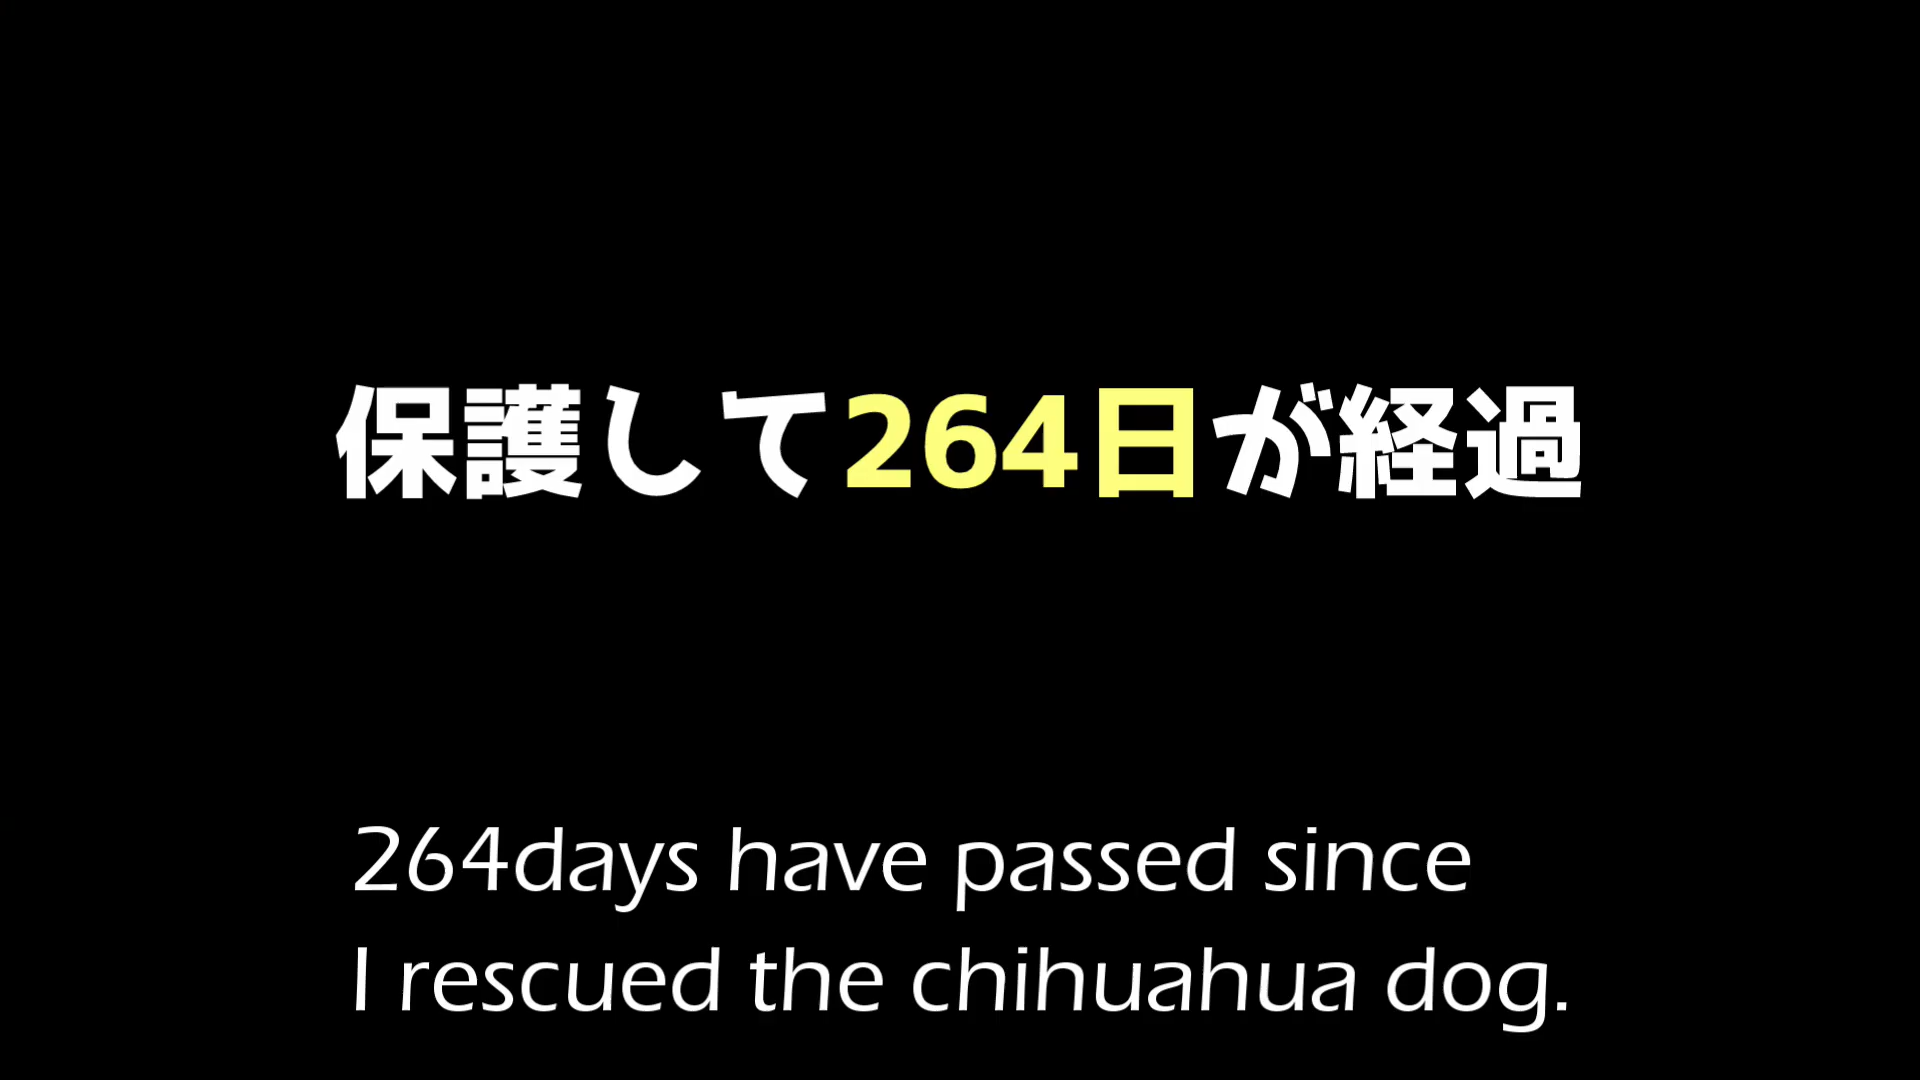 保護して264日が経過
264days have passed since
I rescued the chihuahua dog.